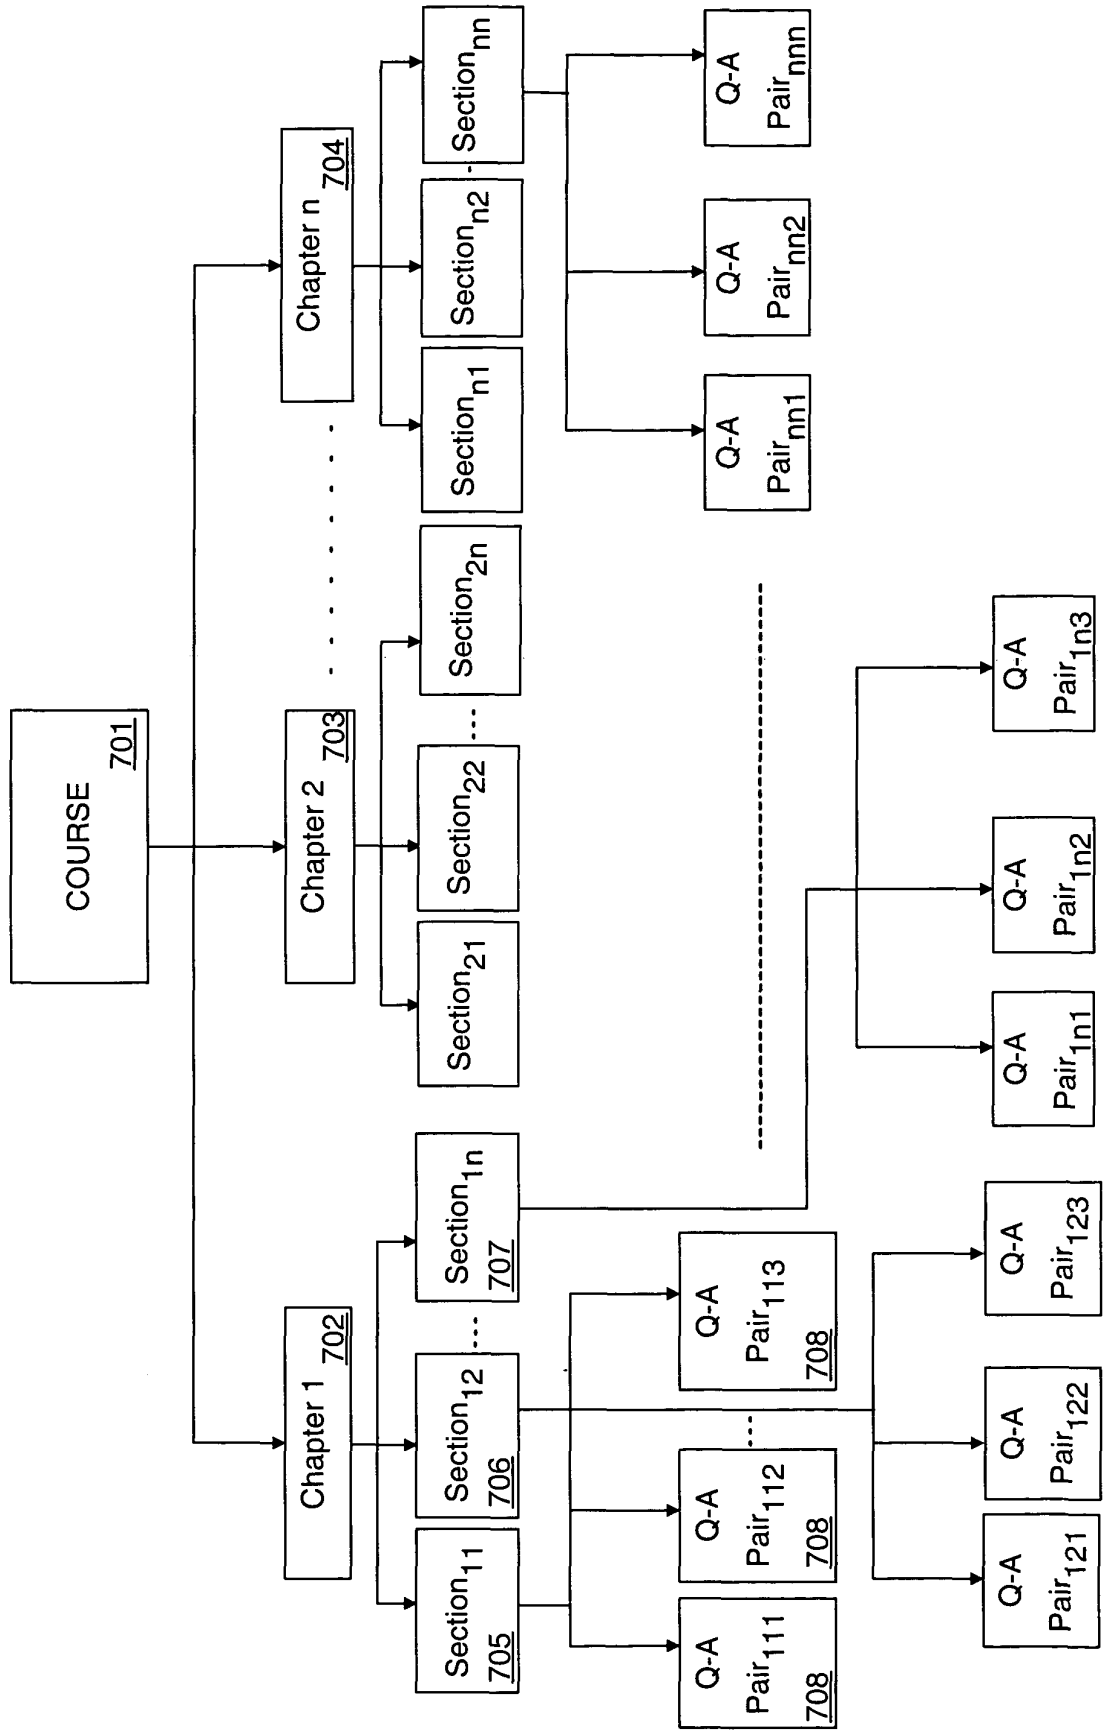 COURSE
701
Chapter 1
702
Chapter 2
703
Chapter n
704
Section11
705
Section12
706
Section1n
707
Section21
Section22
Section2n
Sectionn1
Sectionn2
Sectionnn
Q-A
Pair111
708
Q-A
Pair112
708
Q-A
Pair113
708
Q-A
Pairnn1
Q-A
Pairnn2
Q-A
Pairnnn
Q-A
Pair121
Q-A
Pair122
Q-A
Pair123
Q-A
Pair1n1
Q-A
Pair1n2
Q-A
Pair1n3